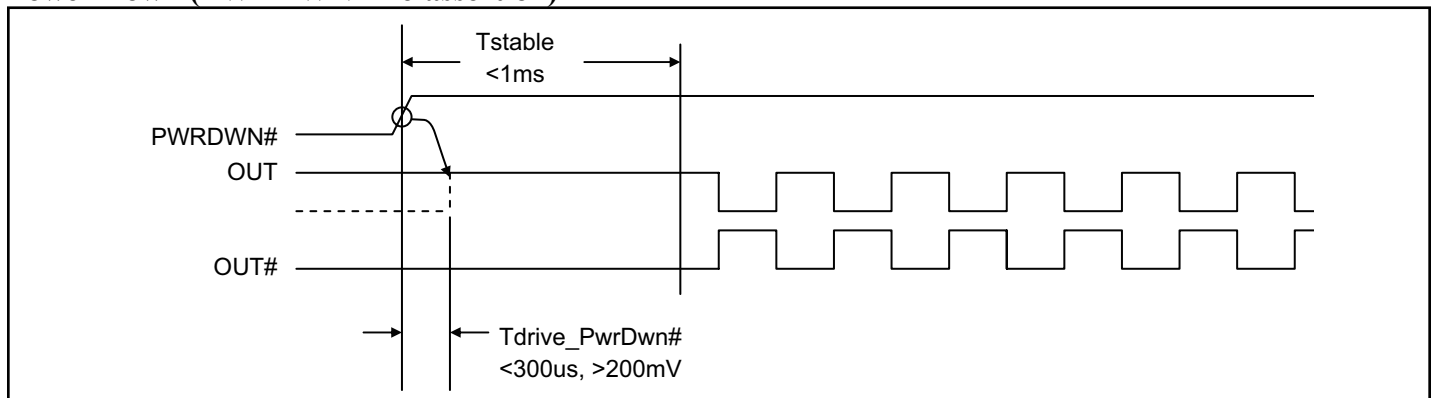 Tstable
<1ms
PWRDWN#
OUT
OUT#
Tdrive_PwrDwn#
<300us, >200mV